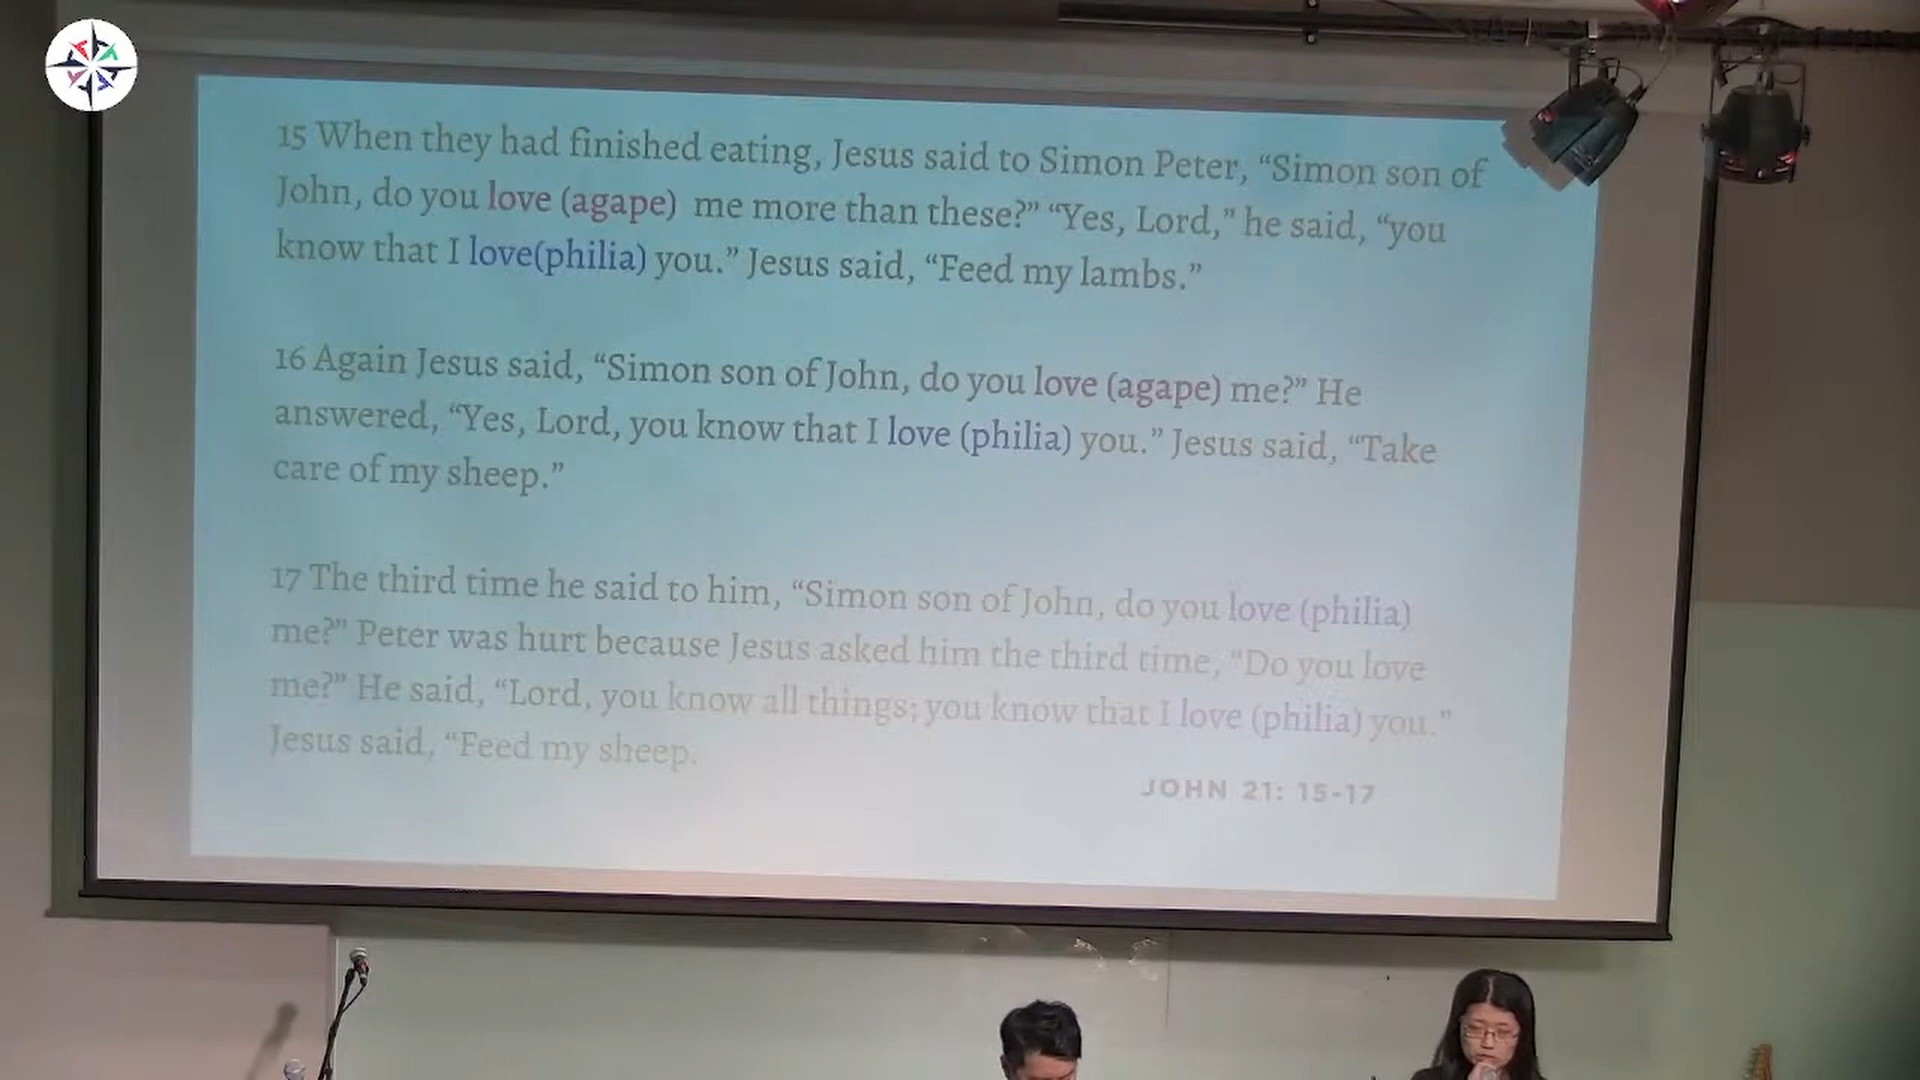 15 When they had finished eating, Jesus said to Simon Peter, “Simon son of
John, do you love (agape)  me more than these?” “Yes, Lord,” he said, “you
know that I love(philia) you.” Jesus said, “Feed my lambs.”
16 Again Jesus said, “Simon son of John, do you love (agape) me?” He
answered, “Yes, Lord, you know that I love (philia) you.” Jesus said, “Take
care of my sheep.”
17 The third time he said to him, “Simon son of John, do you love (philia)
me?” Peter was hurt because Jesus asked him the third time, “Do you love
me?” He said, “Lord, you know all things; you know that I love (philia) you.”
Jesus said, “Feed my sheep.
JOHN 21: 15-17